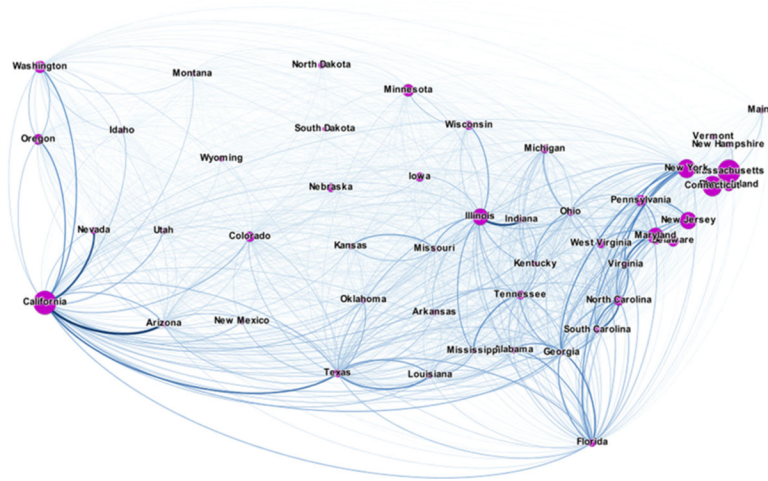 Washington
North Dakota
Montana
Minnesota
Main
Oregon
Idaho
South Dakota
Wisconsin
Vermont
New Hampshire
Michigan
Wyoming
New York
Connecticut
Iowa
Nebraska
Pennsylvania
Ohio
Illinois
Indiana
New Jersey
Nevada
Utah
Colorado
Kansas
Missouri
West Virginia
Maryland
Kentucky
Virginia
California
Oklahoma
Tennessee
North Carolina
Arizona
New Mexico
Arkansas
South Carolina
Mississippi
Georgia
Texas
Louisiana
Florida